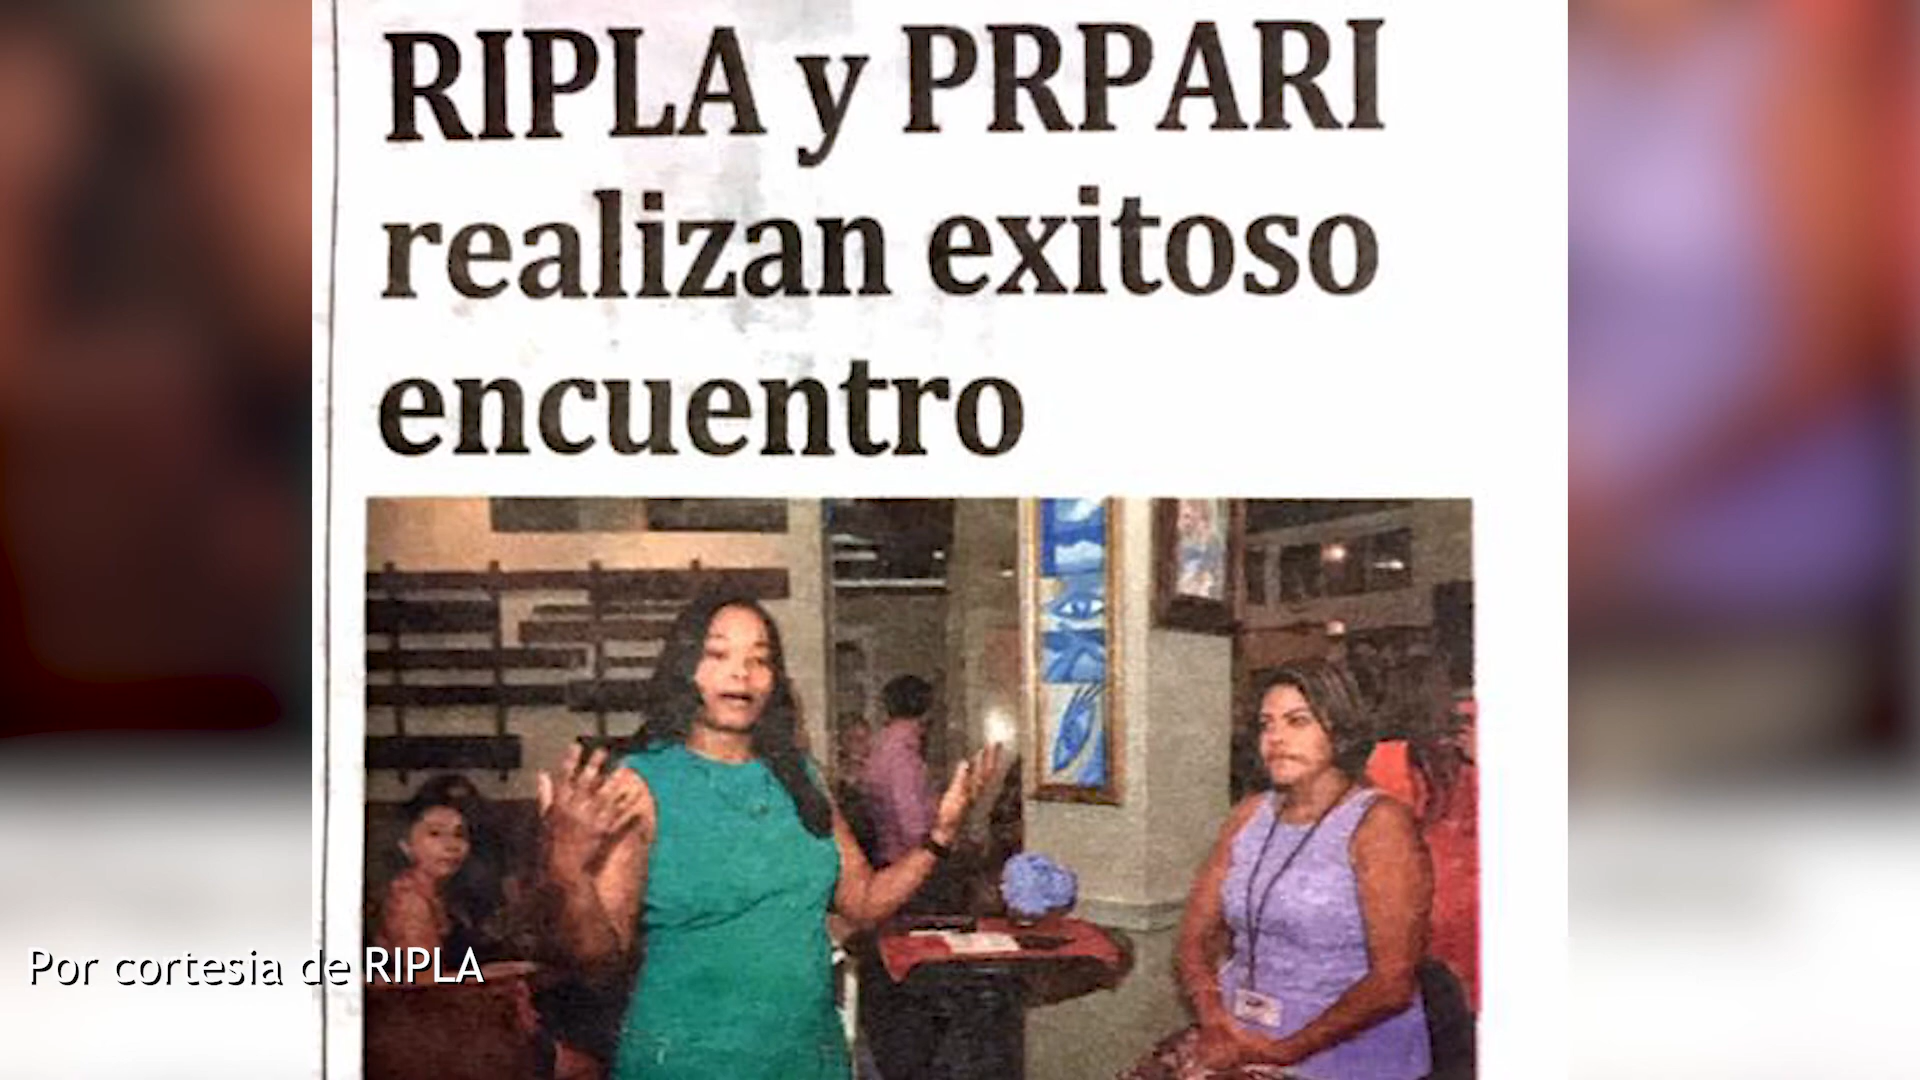 RIPLA y PRPARI
realizan exitoso
encuentro
Por cortesia de RIPLA